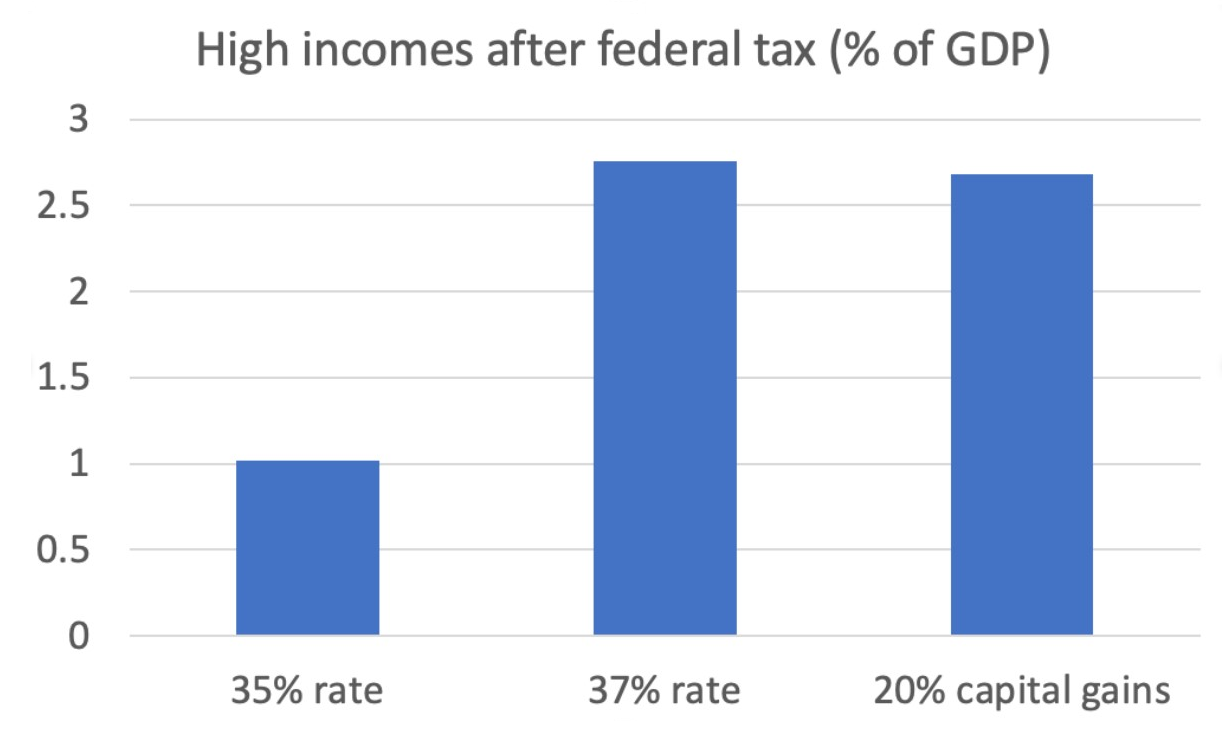 High incomes after federal tax (% of GDP)
3
2.5
2
1.5
1
0.5
0
35% rate
37% rate
20% capital gains